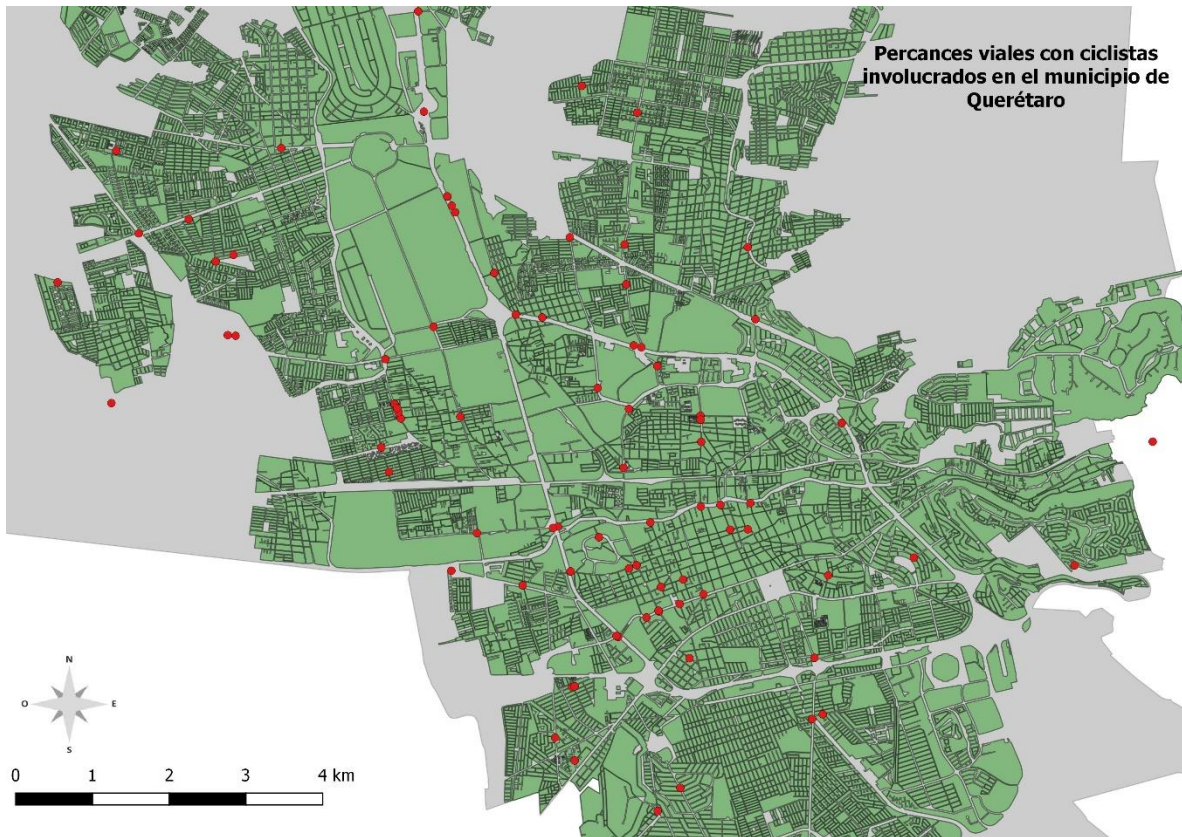 Percances viales con ciclistas
involucrados en el municipio de
Querétaro
N
O
E
S
0 1 2 3 4 km